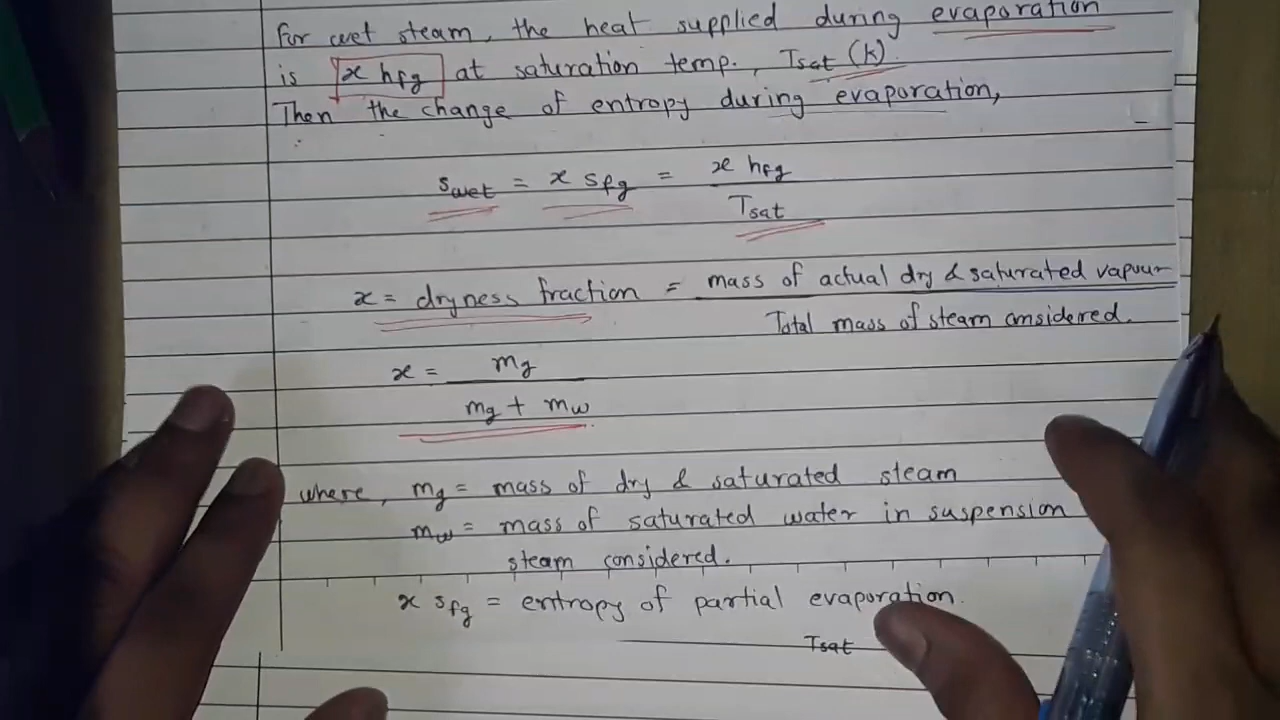 for wet steam, the heat supplied during evaporation
is x hfg at saturation temp., Tsat (k).
Then the change of entropy during evaporation,
swet = x sfg = x hfg / Tsat
x = dryness fraction = mass of actual dry & saturated vapour / Total mass of steam considered.
x = mg / mg + mw
where, mg = mass of dry & saturated steam
mw = mass of saturated water in suspension
steam considered.
x sfg = entropy of partial evaporation.
Tsat